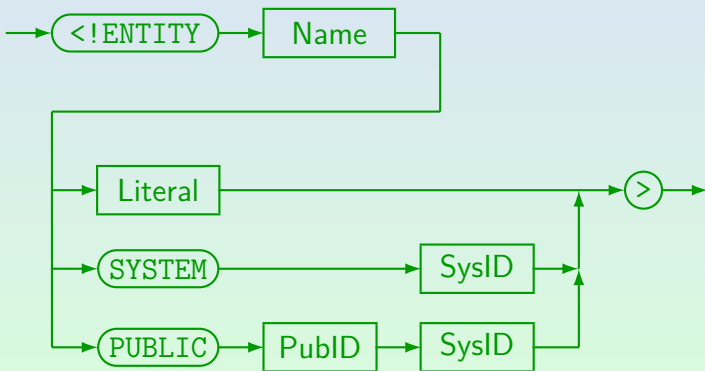 <!ENTITY Name
Literal >
SYSTEM SysID
PUBLIC PubID SysID